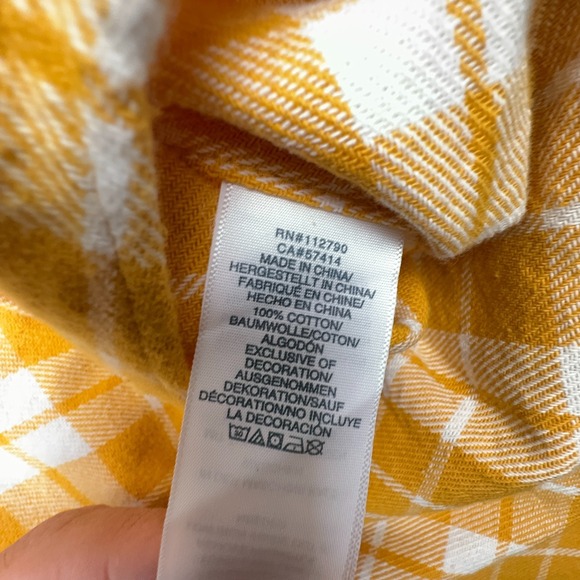 RN#112790
CA#57414
MADE IN CHINA/
HERGESTELLT IN CHINA/
FABRIQUÉ EN CHINE/
HECHO EN CHINA
100% COTTON/
BAUMWOLLE/COTON/
ALGODÓN
EXCLUSIVE OF
DECORATION/
AUSGENOMMEN
DEKORATION/SAUF
DÉCORATION/NO INCLUYE
LA DECORACIÓN